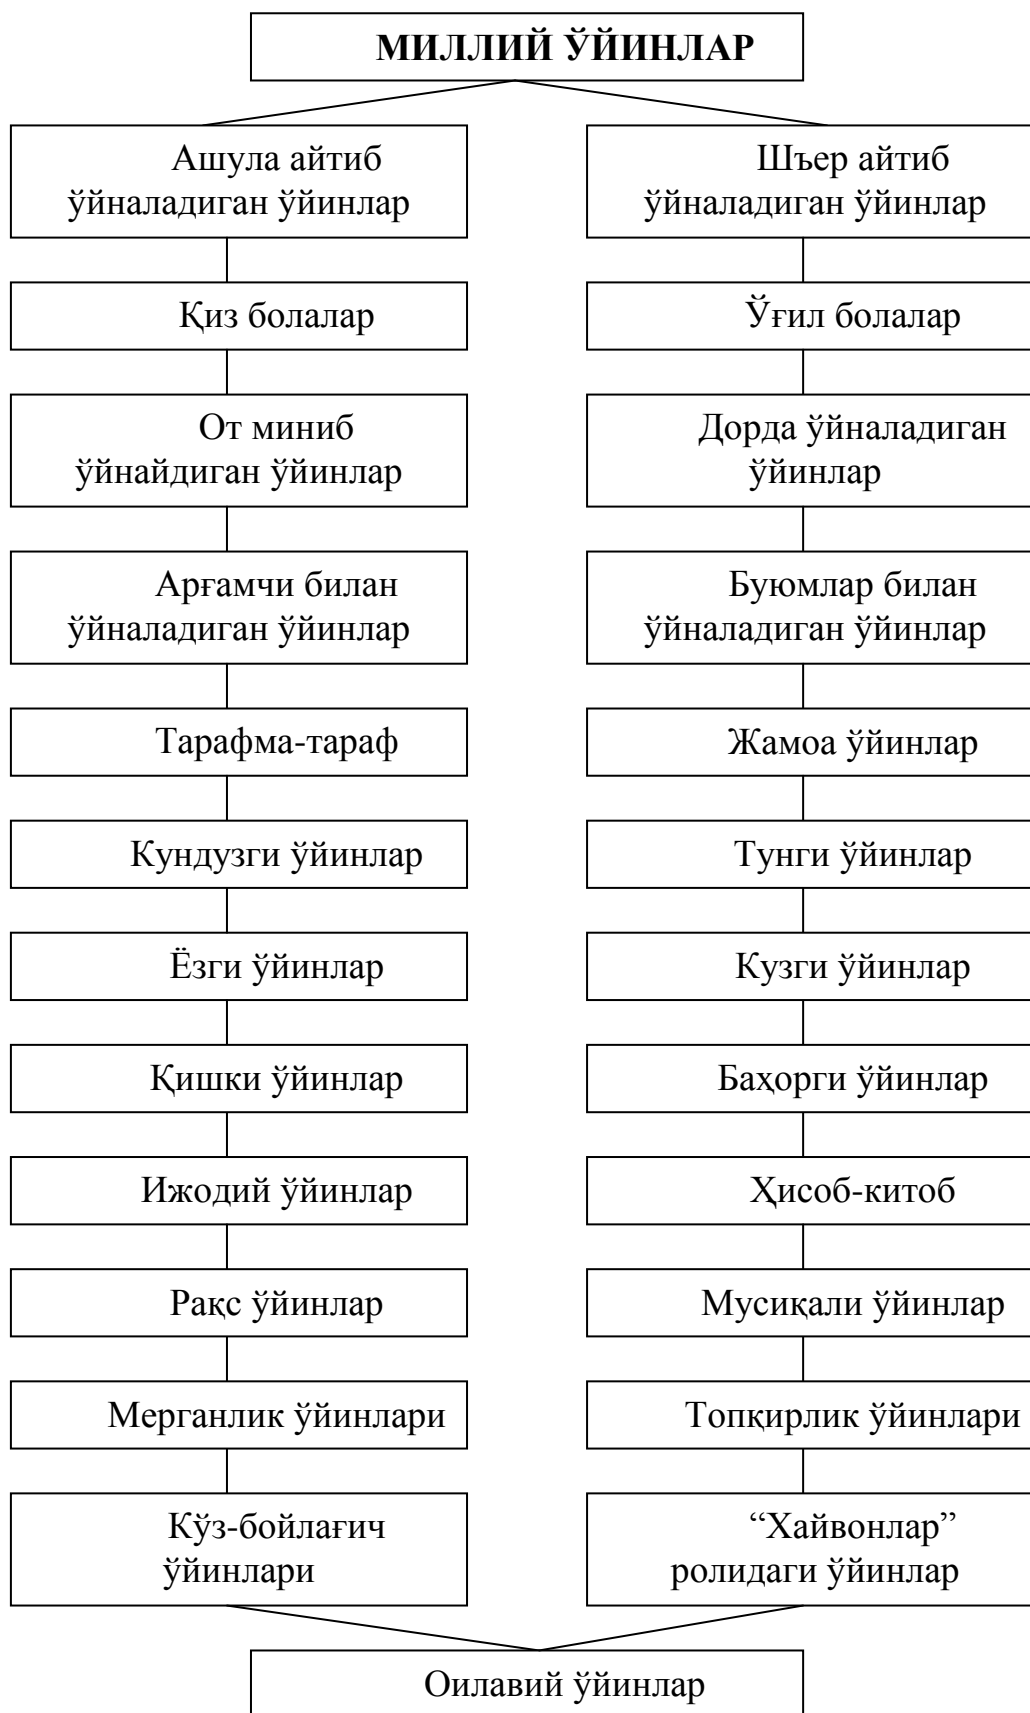 МИЛЛИЙ ЎЙИНЛАР
Ашула айтиб
ўйналадиган ўйинлар
Шъер айтиб
ўйналадиган ўйинлар
Қиз болалар
Ўғил болалар
От миниб
ўйнайдиган ўйинлар
Дорда ўйналадиган
ўйинлар
Арғамчи билан
ўйналадиган ўйинлар
Буюмлар билан
ўйналадиган ўйинлар
Тарафма-тараф
Жамоа ўйинлар
Кундузги ўйинлар
Тунги ўйинлар
Ёзги ўйинлар
Кузги ўйинлар
Қишки ўйинлар
Баҳорги ўйинлар
Ижодий ўйинлар
Ҳисоб-китоб
Рақс ўйинлар
Мусиқали ўйинлар
Мерганлик ўйинлари
Топқирлик ўйинлари
Кўз-бойлағич
ўйинлари
“Хайвонлар”
ролидаги ўйинлар
Оилавий ўйинлар